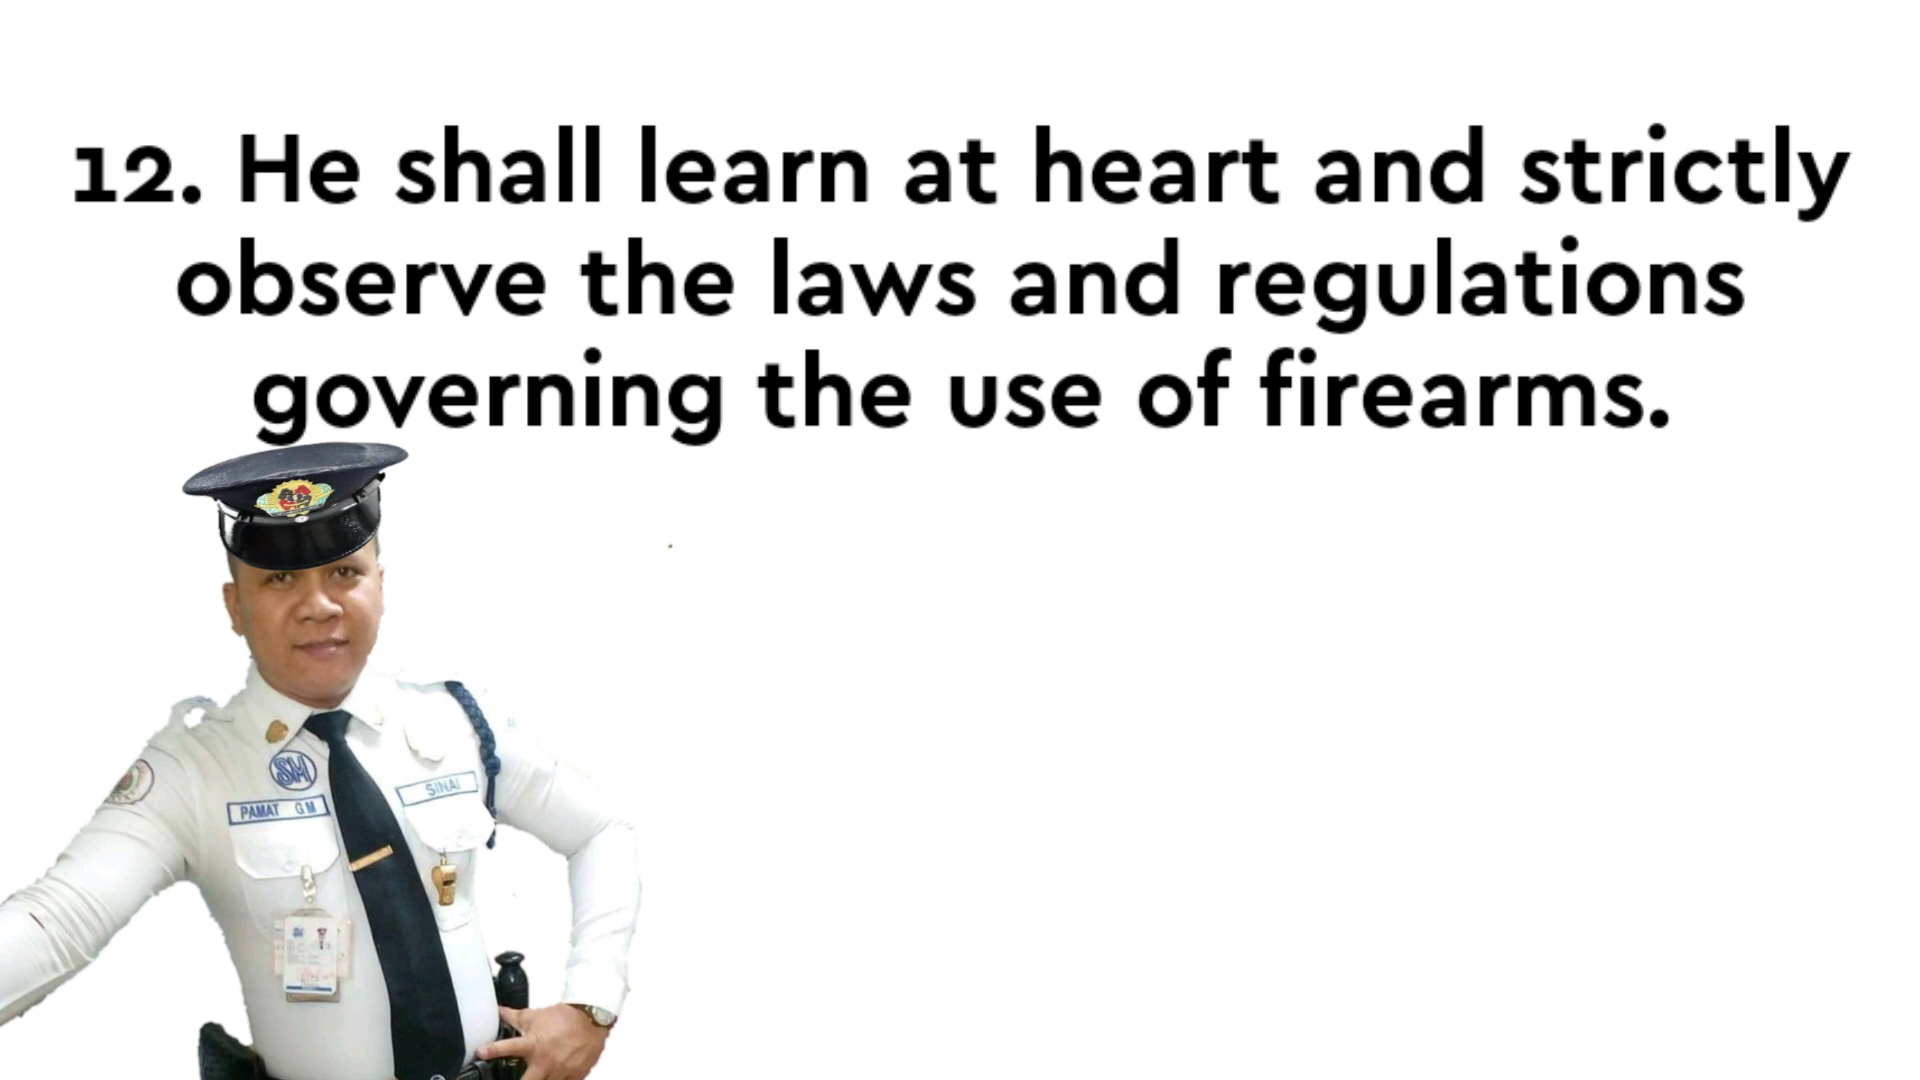 12. He shall learn at heart and strictly
observe the laws and regulations
governing the use of firearms.
SM
PAMAT GM
SINAI